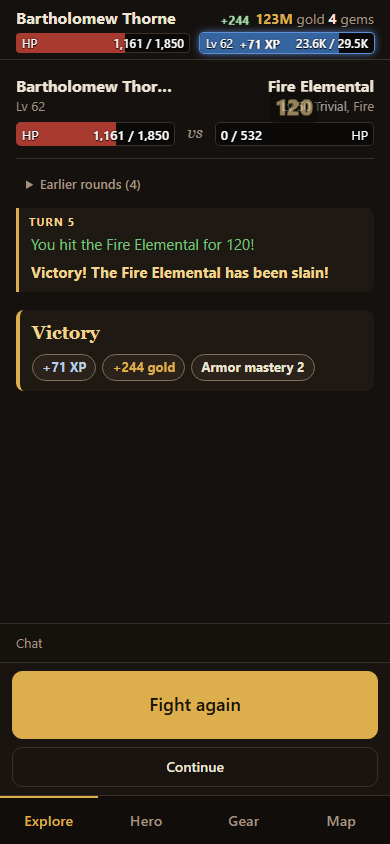 Bartholomew Thorne
+244 123M gold 4 gems
HP 1,161 / 1,850
Lv 62 +71 XP 23.6K / 29.5K
Bartholomew Thor... Fire Elemental
Lv 62 Trivial, Fire
120
HP 1,161 / 1,850 vs 0 / 532 HP
▶ Earlier rounds (4)
TURN 5
You hit the Fire Elemental for 120!
Victory! The Fire Elemental has been slain!
Victory
+71 XP +244 gold Armor mastery 2
Chat
Fight again
Continue
Explore Hero Gear Map